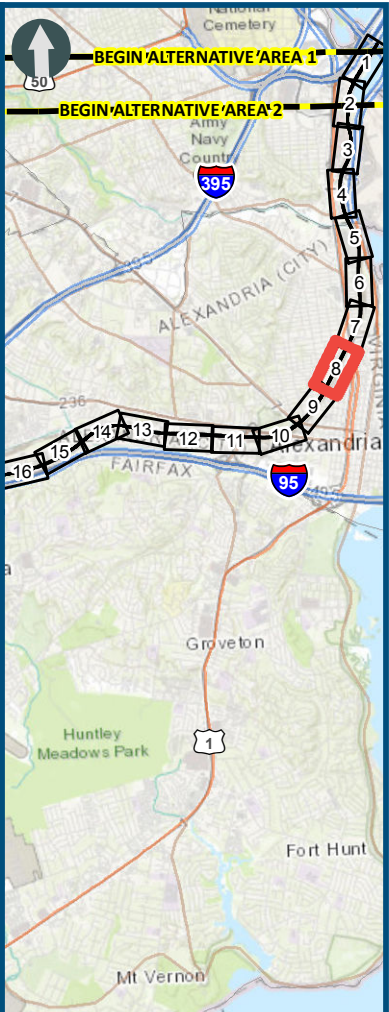 National
Cemetery
BEGIN ALTERNATIVE AREA 1
1
50
BEGIN ALTERNATIVE AREA 2
2
Army
Navy
Country
3
395
4
5
ALEXANDRIA (CITY)
395
6
7
VIRGINIA
8
236
9
14
13
12
11
10
Alexandria
15
16
FAIRFAX
95
495
Groveton
Huntley
Meadows Park
1
Fort Hunt
Mt Vernon